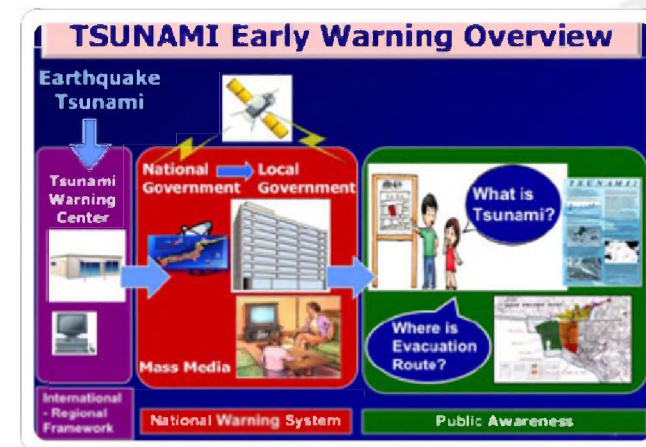 TSUNAMI Early Warning Overview
Earthquake
Tsunami
Tsunami
Warning
Center
National
Government
Local
Government
Mass Media
What is
Tsunami?
TSUNAMI
Where is
Evacuation
Route?
International
- Regional
Framework
National Warning System
Public Awareness